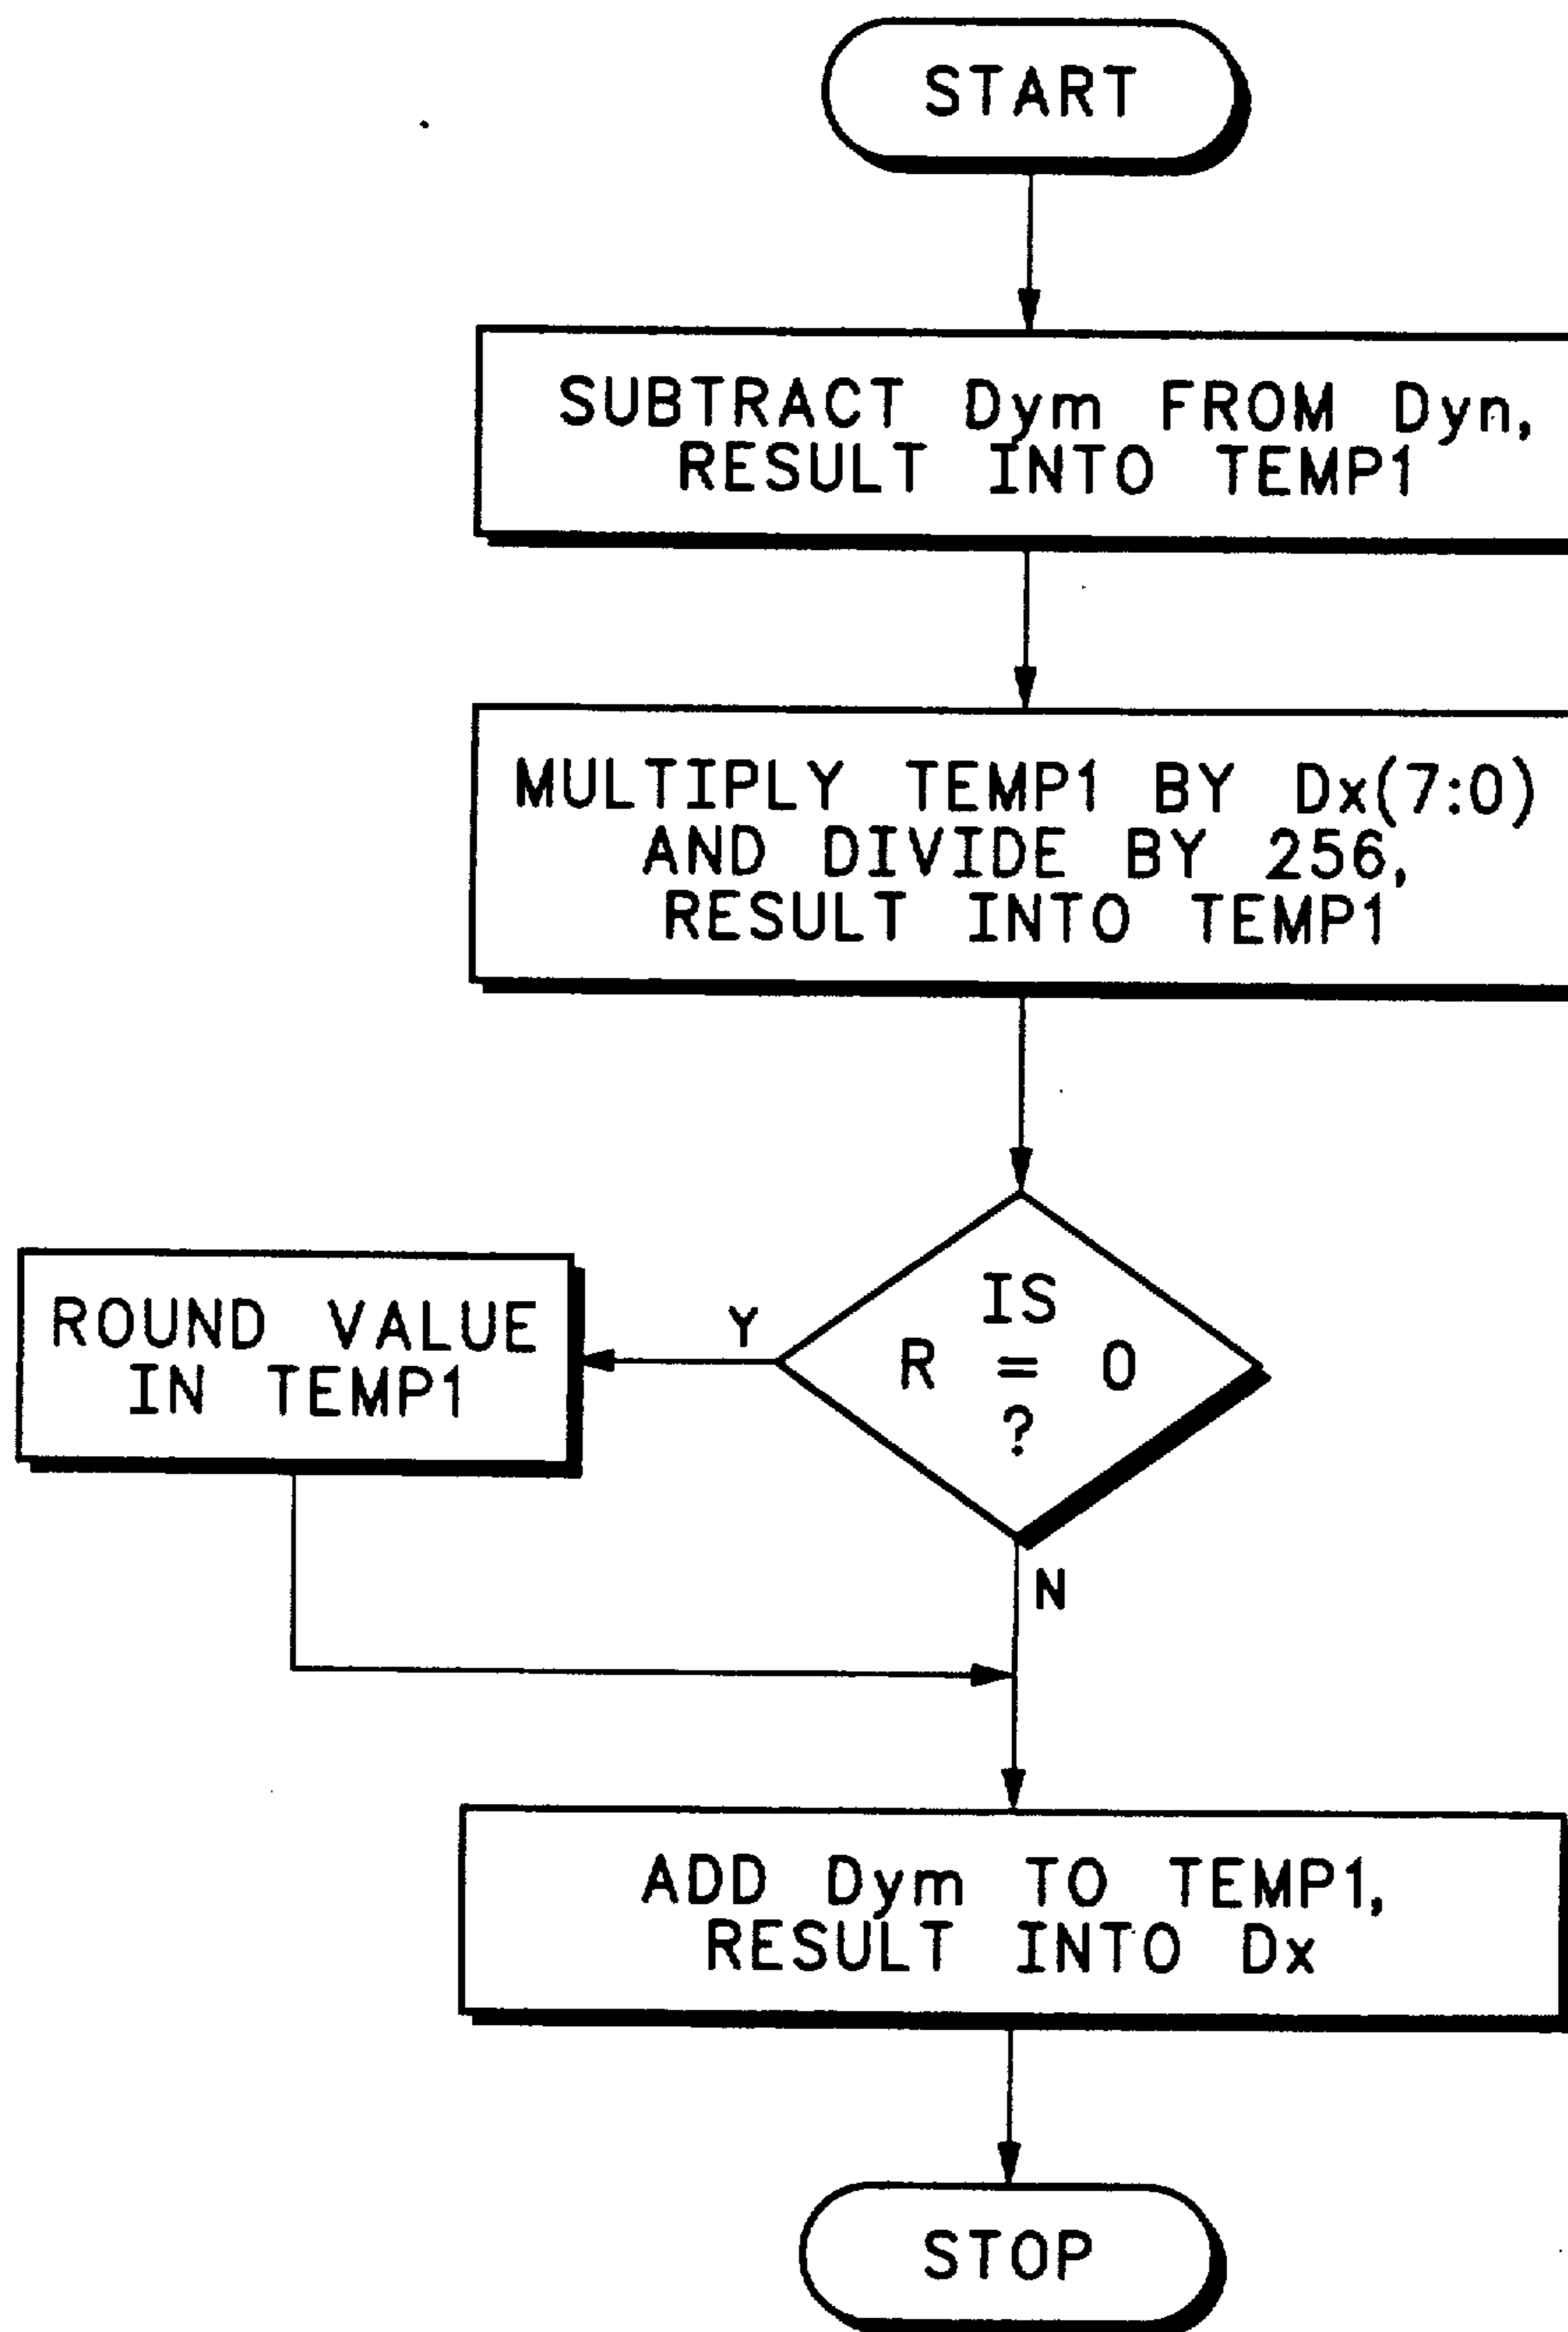 START
SUBTRACT Dym FROM Dyn,
RESULT INTO TEMP1
MULTIPLY TEMP1 BY Dx(7:0)
AND DIVIDE BY 256,
RESULT INTO TEMP1
IS
R = 0
?
Y
ROUND VALUE
IN TEMP1
N
ADD Dym TO TEMP1,
RESULT INTO Dx
STOP